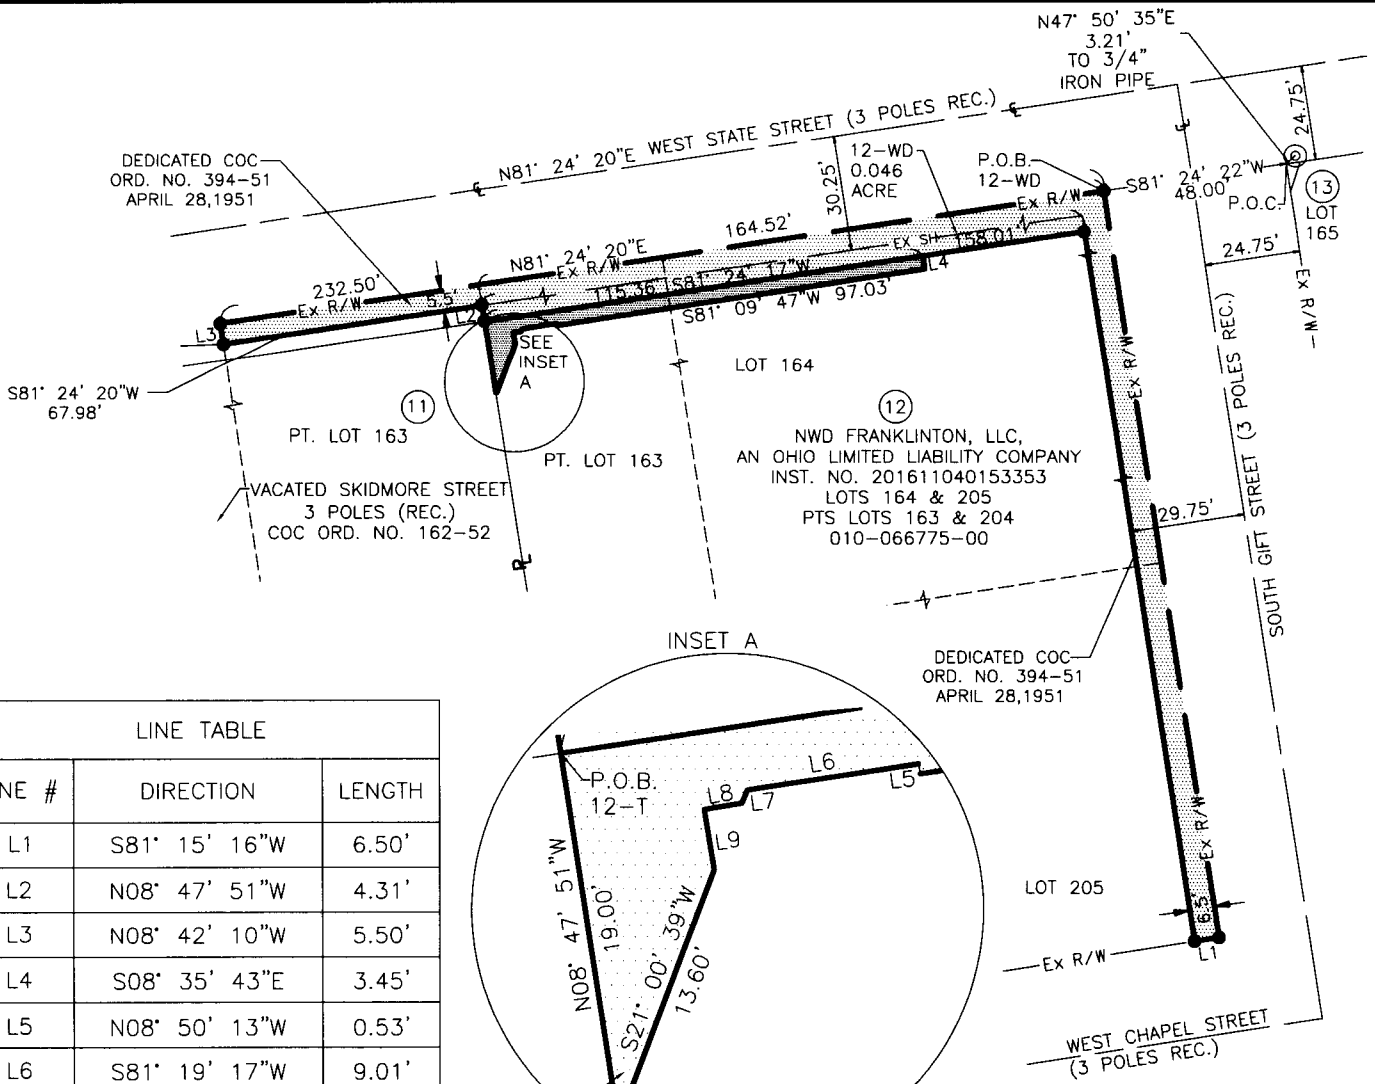 N47° 50' 35"E
3.21'
TO 3/4"
IRON PIPE
24.75'
N81° 24' 20"E WEST STATE STREET (3 POLES REC.)
DEDICATED COC
ORD. NO. 394-51
APRIL 28,1951
12-WD
0.046
ACRE
30.25'
P.O.B.
12-WD
S81° 24' 22"W
48.00'
P.O.C.
13
LOT
165
24.75'
Ex R/W
Ex R/W
164.52'
EX SH
158.01'
N81° 24' 20"E
Ex R/W
232.50'
Ex R/W
5.5'
115.36'
S81° 24' 17"W
L4
S81° 09' 47"W 97.03'
L3
L2
SEE
INSET
A
LOT 164
S81° 24' 20"W
67.98'
11
PT. LOT 163
PT. LOT 163
12
NWD FRANKLINTON, LLC,
AN OHIO LIMITED LIABILITY COMPANY
INST. NO. 201611040153353
LOTS 164 & 205
PTS LOTS 163 & 204
010-066775-00
VACATED SKIDMORE STREET
3 POLES (REC.)
COC ORD. NO. 162-52
Ex R/W
29.75'
SOUTH GIFT STREET (3 POLES REC.)
PL
DEDICATED COC
ORD. NO. 394-51
APRIL 28,1951
INSET A
P.O.B.
12-T
L6
L5
L8
L7
L9
N08° 47' 51"W
19.00'
S21° 00' 39"W
13.60'
Ex R/W
LOT 205
6.5'
Ex R/W
L1
WEST CHAPEL STREET
(3 POLES REC.)
LINE TABLE
NE # DIRECTION LENGTH
L1 S81° 15' 16"W 6.50'
L2 N08° 47' 51"W 4.31'
L3 N08° 42' 10"W 5.50'
L4 S08° 35' 43"E 3.45'
L5 N08° 50' 13"W 0.53'
L6 S81° 19' 17"W 9.01'